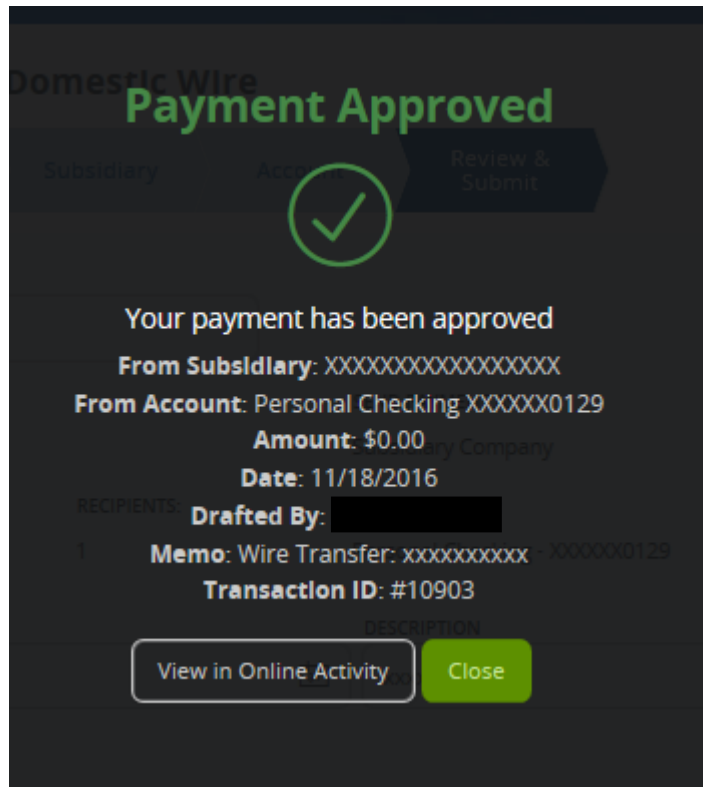 Domestic Wire
Payment Approved
Subsidiary
Account
Review &
Submit
Your payment has been approved
From Subsidiary: XXXXXXXXXXXXXXXXX
From Account: Personal Checking XXXXXX0129
Amount: $0.00
Subsidiary Company
Date: 11/18/2016
RECIPIENTS:
Drafted By:
1
Memo: Wire Transfer: xxxxxxxxxx
- XXXXXX0129
Transaction ID: #10903
DESCRIPTION
View in Online Activity
Close